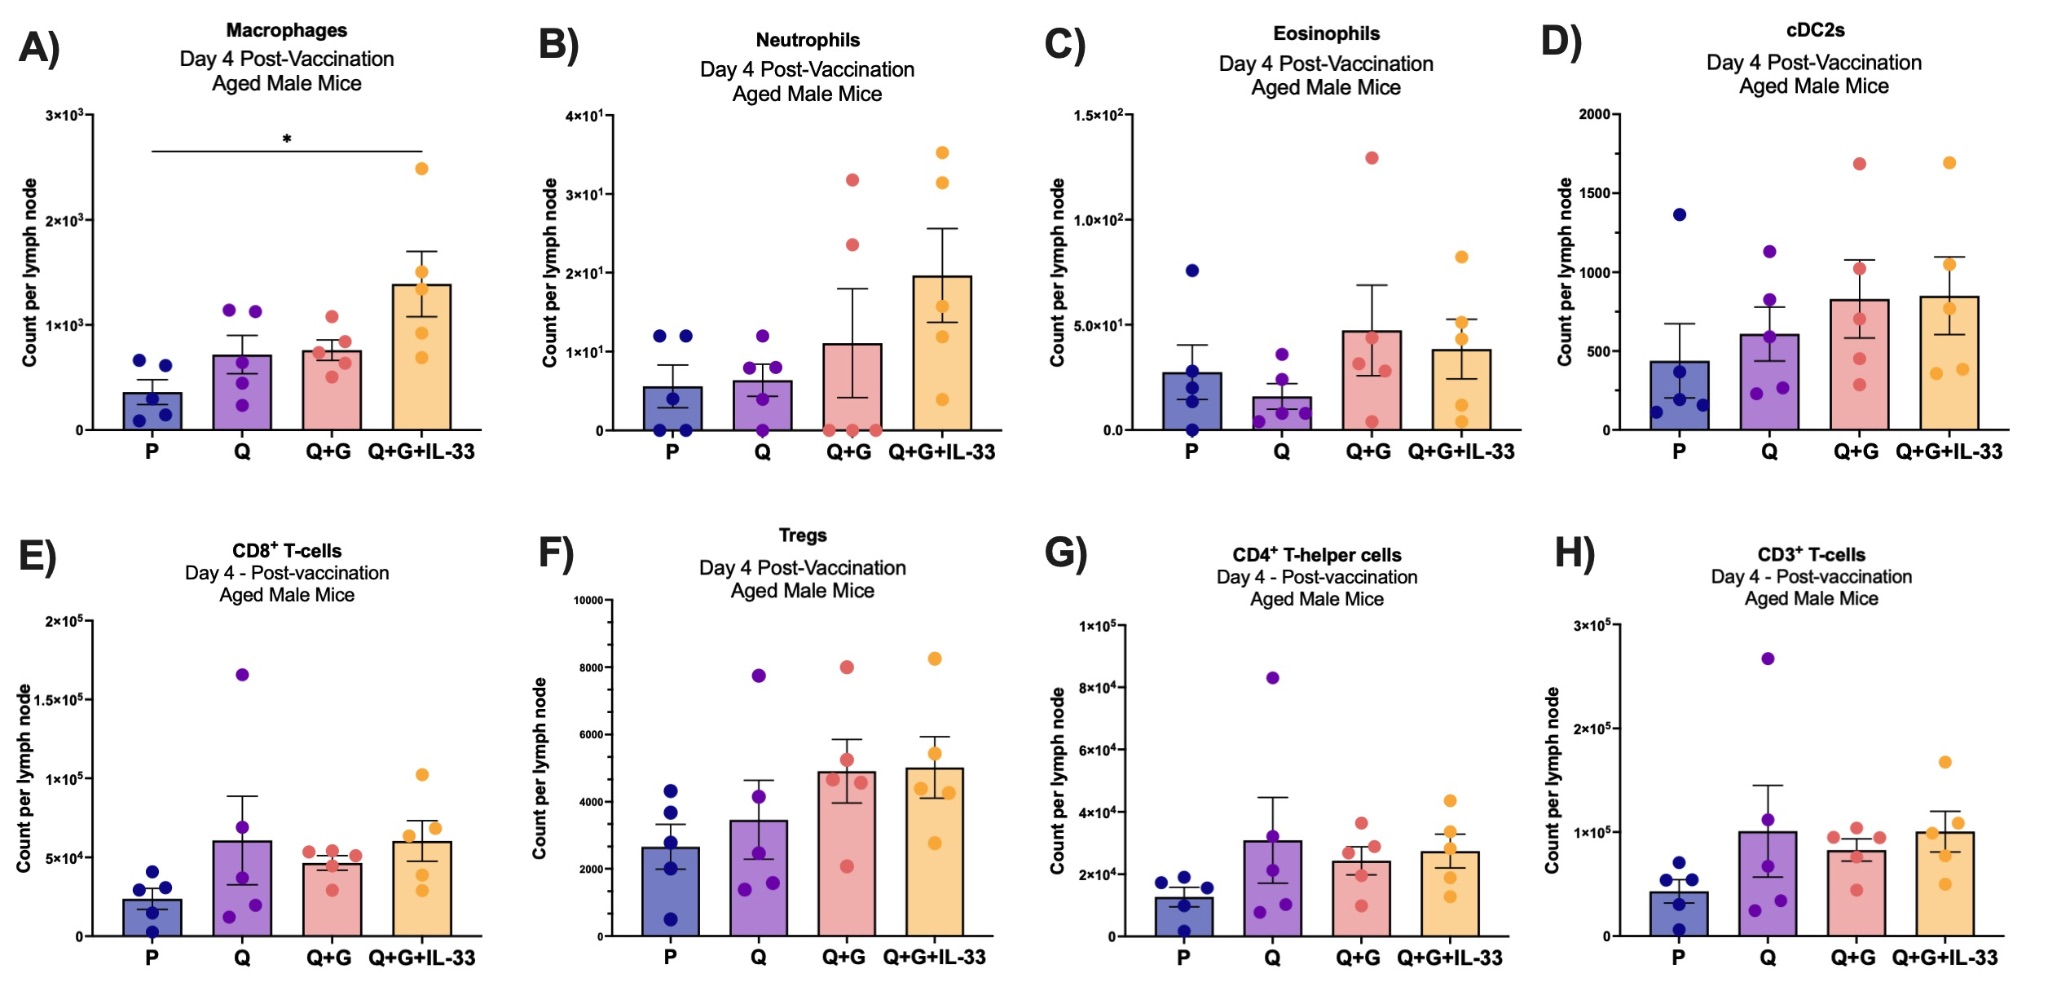 A)
Macrophages
Day 4 Post-Vaccination
Aged Male Mice
Count per lymph node
3×10³
2×10³
1×10³
0
*
P Q Q+G Q+G+IL-33
B)
Neutrophils
Day 4 Post-Vaccination
Aged Male Mice
Count per lymph node
4×10¹
3×10¹
2×10¹
1×10¹
0
P Q Q+G Q+G+IL-33
C)
Eosinophils
Day 4 Post-Vaccination
Aged Male Mice
Count per lymph node
1.5×10²
1.0×10²
5.0×10¹
0.0
P Q Q+G Q+G+IL-33
D)
cDC2s
Day 4 Post-Vaccination
Aged Male Mice
Count per lymph node
2000
1500
1000
500
0
P Q Q+G Q+G+IL-33
E)
CD8⁺ T-cells
Day 4 - Post-vaccination
Aged Male Mice
Count per lymph node
2×10⁵
1.5×10⁵
1×10⁵
5×10⁴
0
P Q Q+G Q+G+IL-33
F)
Tregs
Day 4 Post-Vaccination
Aged Male Mice
Count per lymph node
10000
8000
6000
4000
2000
0
P Q Q+G Q+G+IL-33
G)
CD4⁺ T-helper cells
Day 4 - Post-vaccination
Aged Male Mice
Count per lymph node
1×10⁵
8×10⁴
6×10⁴
4×10⁴
2×10⁴
0
P Q Q+G Q+G+IL-33
H)
CD3⁺ T-cells
Day 4 - Post-vaccination
Aged Male Mice
Count per lymph node
3×10⁵
2×10⁵
1×10⁵
0
P Q Q+G Q+G+IL-33